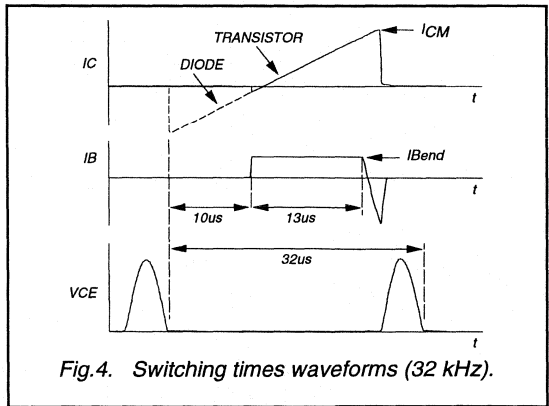 ICM
TRANSISTOR
IC
DIODE
t
IB
IBend
t
10us
13us
32us
VCE
t
Fig.4. Switching times waveforms (32 kHz).